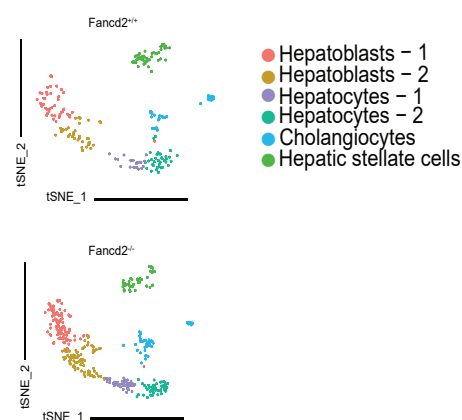 Fancd2+/+
Hepatoblasts − 1
Hepatoblasts − 2
Hepatocytes − 1
Hepatocytes − 2
Cholangiocytes
Hepatic stellate cells
tSNE_2
tSNE_1
Fancd2-/-
tSNE_2
tSNE_1